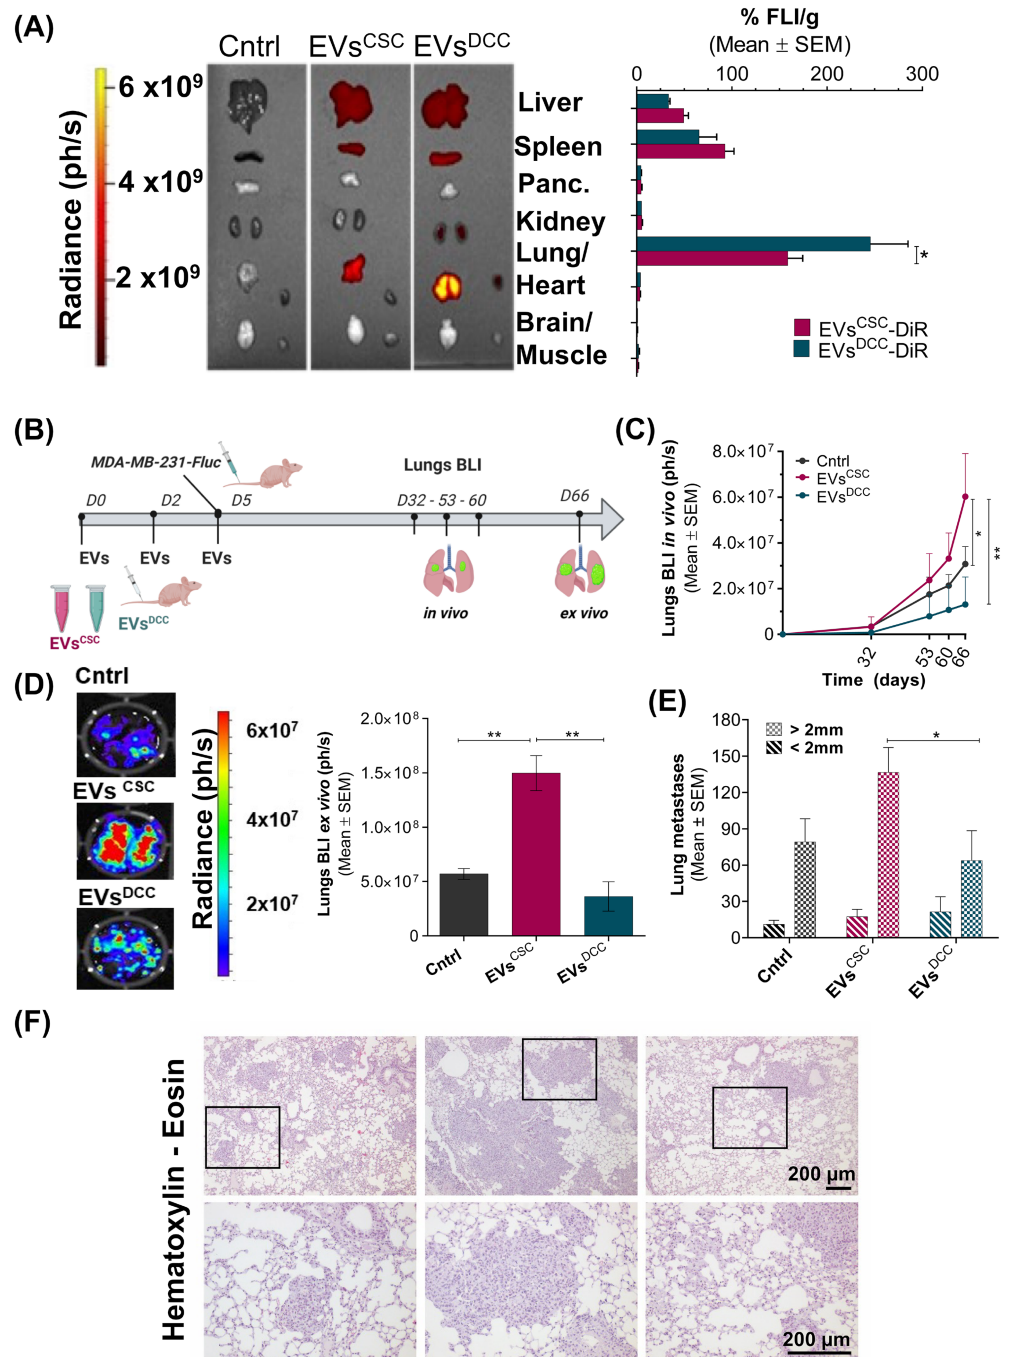 (A)
% FLI/g
(Mean ± SEM)
Cntrl EVsCSC EVsDCC
0 100 200 300
6 x10⁹
4 x10⁹
2 x10⁹
Radiance (ph/s)
Liver
Spleen
Panc.
Kidney
Lung/
Heart
Brain/
Muscle
*
EVsCSC-DiR
EVsDCC-DiR
(B)
MDA-MB-231-Fluc
Lungs BLI
D0 D2 D5 D32 - 53 - 60 D66
EVs EVs EVs
EVsCSC
EVsDCC
in vivo
ex vivo
(C)
Lungs BLI in vivo (ph/s)
(Mean ± SEM)
8.0×10⁷
6.0×10⁷
4.0×10⁷
2.0×10⁷
0
Cntrl
EVsCSC
EVsDCC
*
**
32 53 60 66
Time (days)
(D)
Cntrl
EVs CSC
EVsDCC
Radiance (ph/s)
6x10⁷
4x10⁷
2x10⁷
Lungs BLI ex vivo (ph/s)
(Mean ± SEM)
2.0×10⁸
1.5×10⁸
1.0×10⁸
5.0×10⁷
0
** **
Cntrl EVsCSC EVsDCC
(E)
Lung metastases
(Mean ± SEM)
180
150
120
90
60
30
0
> 2mm
< 2mm
*
Cntrl EVsCSC EVsDCC
(F)
Hematoxylin - Eosin
200 µm
200 µm